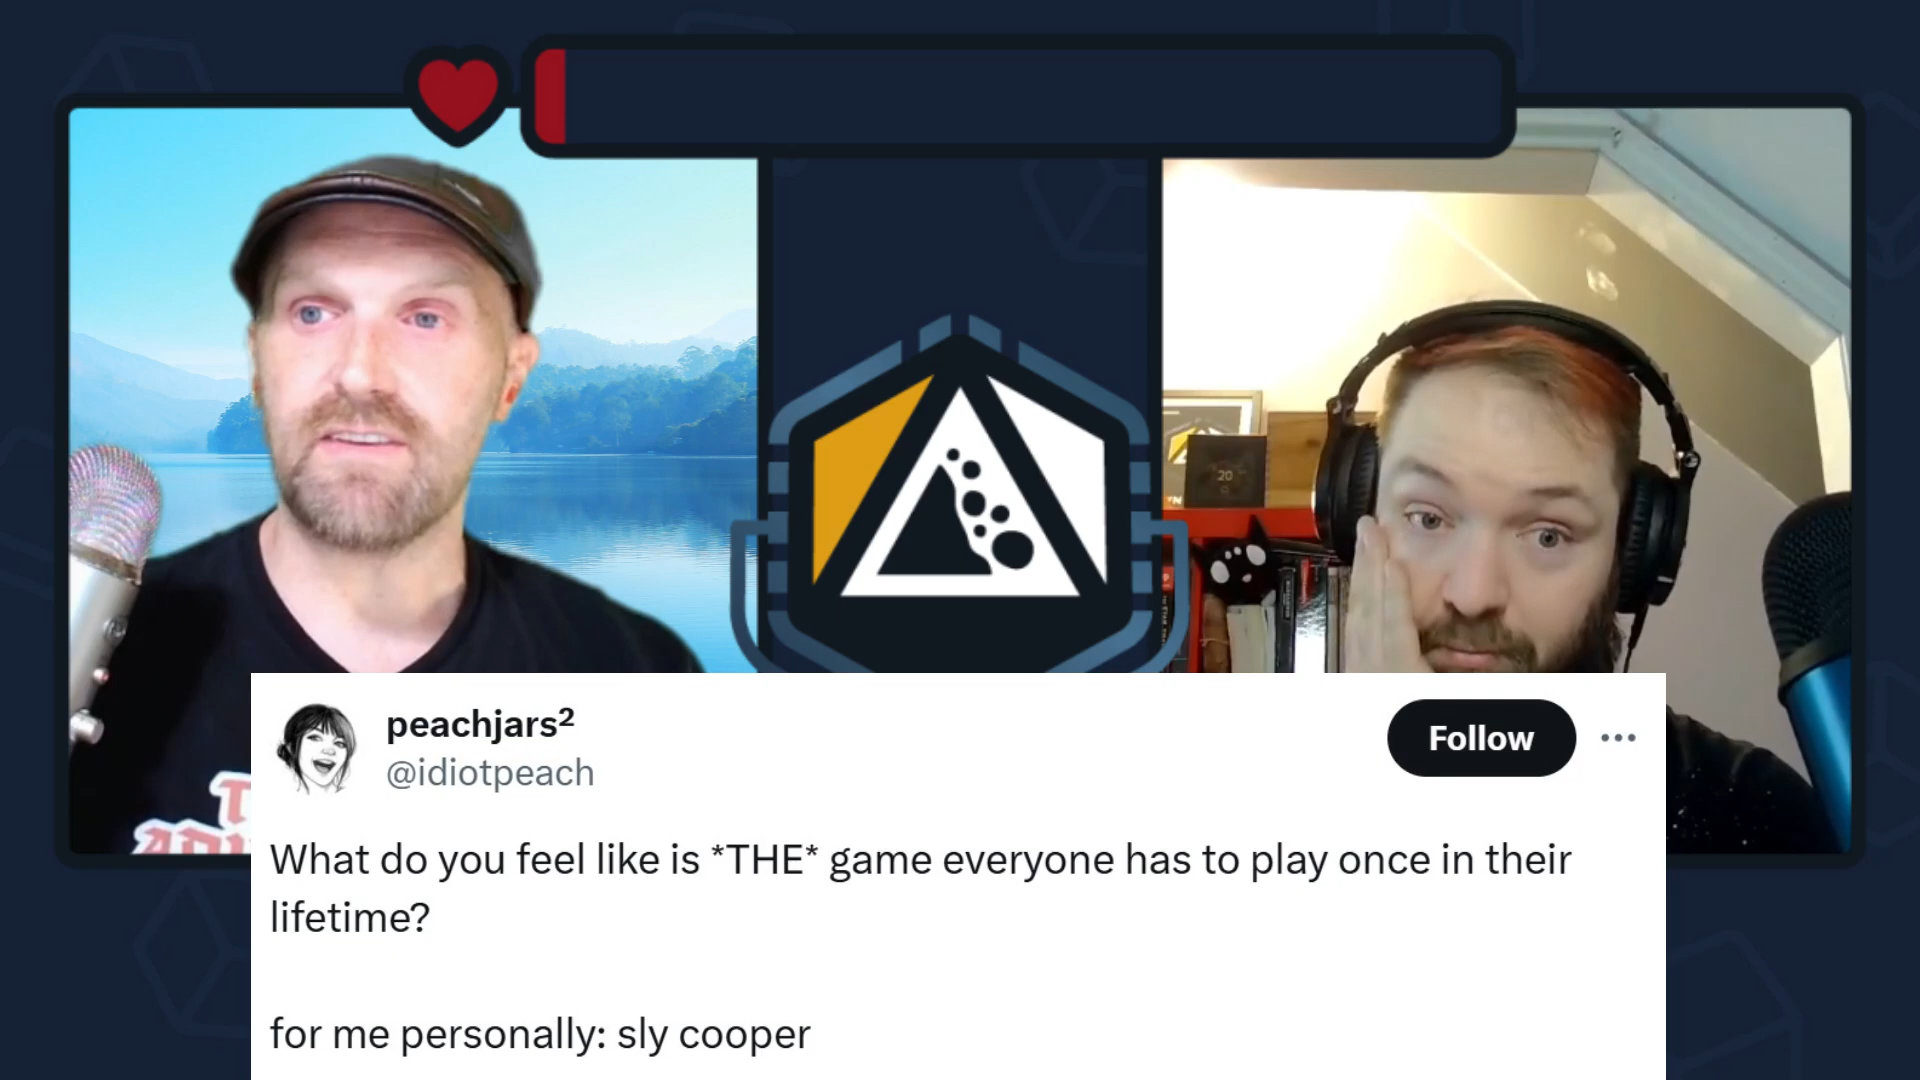 20
peachjars²
@idiotpeach
Follow
What do you feel like is *THE* game everyone has to play once in their
lifetime?
for me personally: sly cooper